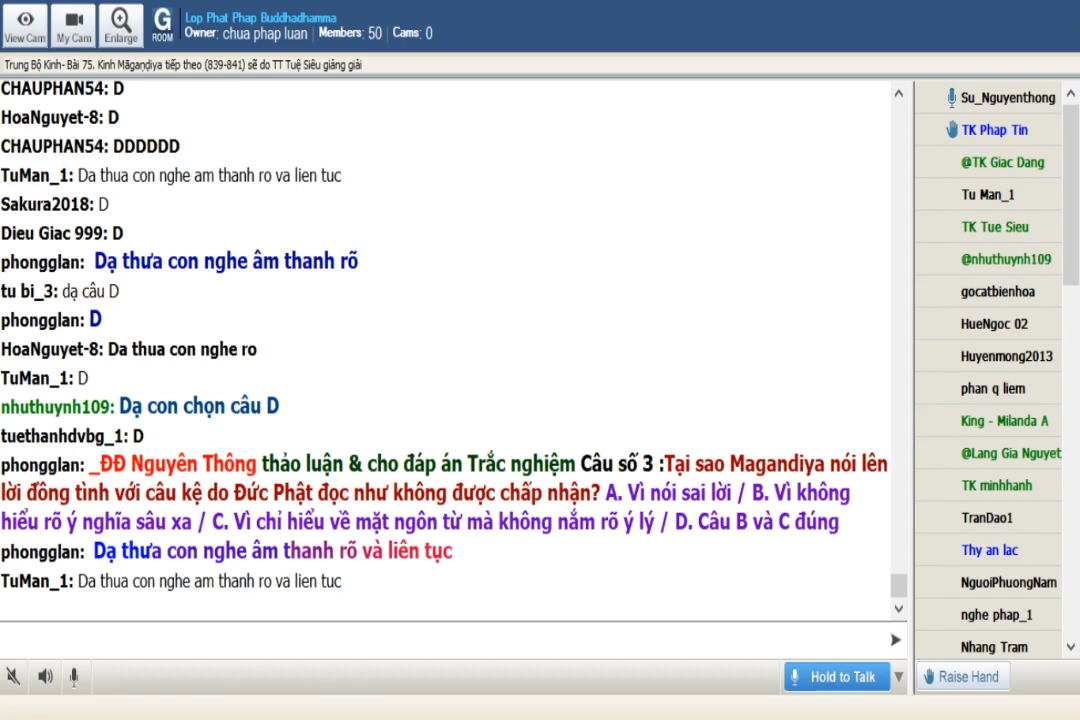 View Cam
My Cam
Enlarge
G
ROOM
Lop Phat Phap Buddhadhamma
Owner: chua phap luan | Members: 50 | Cams: 0
Trung Bộ Kinh- Bài 75. Kinh Māgaṇḍiya tiếp theo (839-841) sẽ do TT Tuệ Siêu giảng giải
CHAUPHAN54: D
HoaNguyet-8: D
CHAUPHAN54: DDDDDD
TuMan_1: Da thua con nghe am thanh ro va lien tuc
Sakura2018: D
Dieu Giac 999: D
phongglan: Dạ thưa con nghe âm thanh rõ
tu bi_3: dạ câu D
phongglan: D
HoaNguyet-8: Da thua con nghe ro
TuMan_1: D
nhuthuynh109: Dạ con chọn câu D
tuethanhdvbg_1: D
phongglan: _ĐĐ Nguyên Thông thảo luận & cho đáp án Trắc nghiệm Câu số 3 :Tại sao Magandiya nói lên
lời đồng tình với câu kệ do Đức Phật đọc như không được chấp nhận? A. Vì nói sai lời / B. Vì không
hiểu rõ ý nghĩa sâu xa / C. Vì chỉ hiểu về mặt ngôn từ mà không nắm rõ ý lý / D. Câu B và C đúng
phongglan: Dạ thưa con nghe âm thanh rõ và liên tục
TuMan_1: Da thua con nghe am thanh ro va lien tuc
Su_Nguyenthong
TK Phap Tin
@TK Giac Dang
Tu Man_1
TK Tue Sieu
@nhuthuynh109
gocatbienhoa
HueNgoc 02
Huyenmong2013
phan q liem
King - Milanda A
@Lang Gia Nguyet
TK minhhanh
TranDao1
Thy an lac
NguoiPhuongNam
nghe phap_1
Nhang Tram
Hold to Talk
Raise Hand